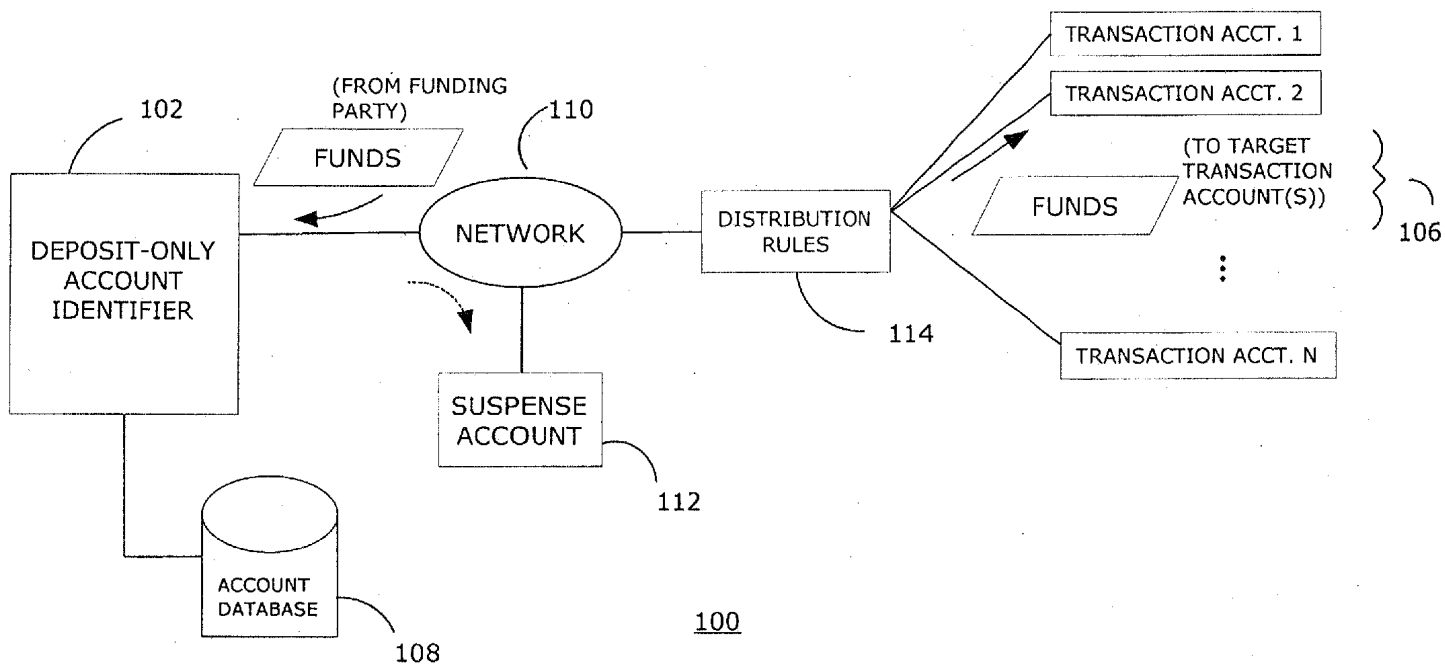 TRANSACTION ACCT. 1
(FROM FUNDING
PARTY)
110
TRANSACTION ACCT. 2
102
FUNDS
(TO TARGET
TRANSACTION
ACCOUNT(S))
FUNDS
106
DEPOSIT-ONLY
ACCOUNT
IDENTIFIER
NETWORK
DISTRIBUTION
RULES
114
TRANSACTION ACCT. N
SUSPENSE
ACCOUNT
112
ACCOUNT
DATABASE
108
100